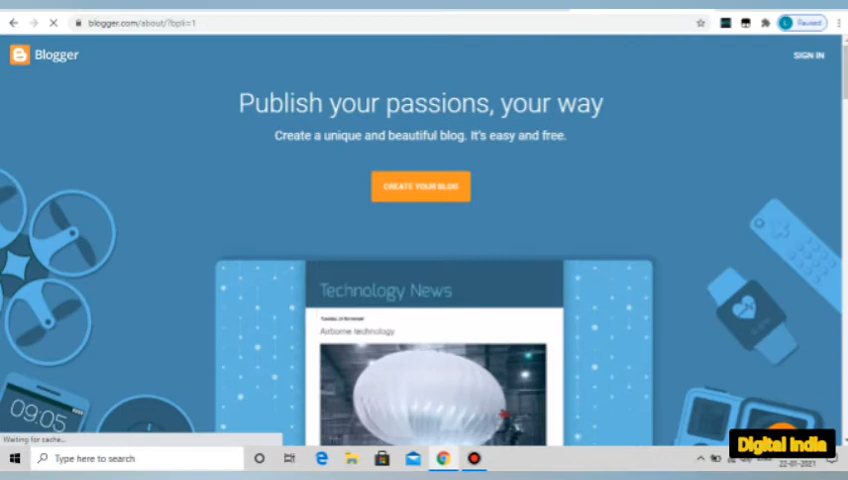 blogger.com/about/?bpli=1
Paused
Blogger
SIGN IN
Publish your passions, your way
Create a unique and beautiful blog. It's easy and free.
CREATE YOUR BLOG
Technology News
Airborne technology
09:05
Waiting for cache...
Type here to search
Digital India
22-01-2021